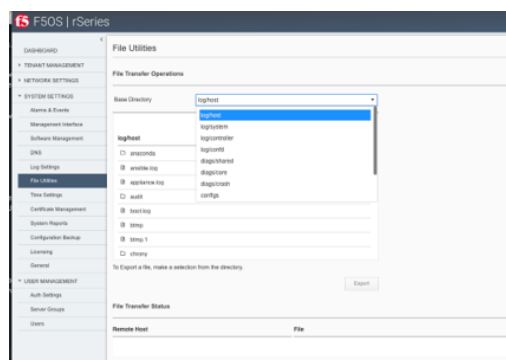 F5OS | rSeries
DASHBOARD
TENANT MANAGEMENT
NETWORK SETTINGS
SYSTEM SETTINGS
Alarms & Events
Management Interface
Software Management
DNS
Log Settings
File Utilities
Time Settings
Certificate Management
System Reports
Configuration Backup
Licensing
General
USER MANAGEMENT
Auth Settings
Server Groups
Users
File Utilities
File Transfer Operations
Base Directory
log/host
log/host
log/system
log/controller
log/confd
diags/shared
diags/core
diags/crash
configs
log/host
anaconda
ansible.log
appliance.log
audit
boot.log
btmp
btmp.1
chrony
To Export a file, make a selection from the directory.
Export
File Transfer Status
Remote Host
File